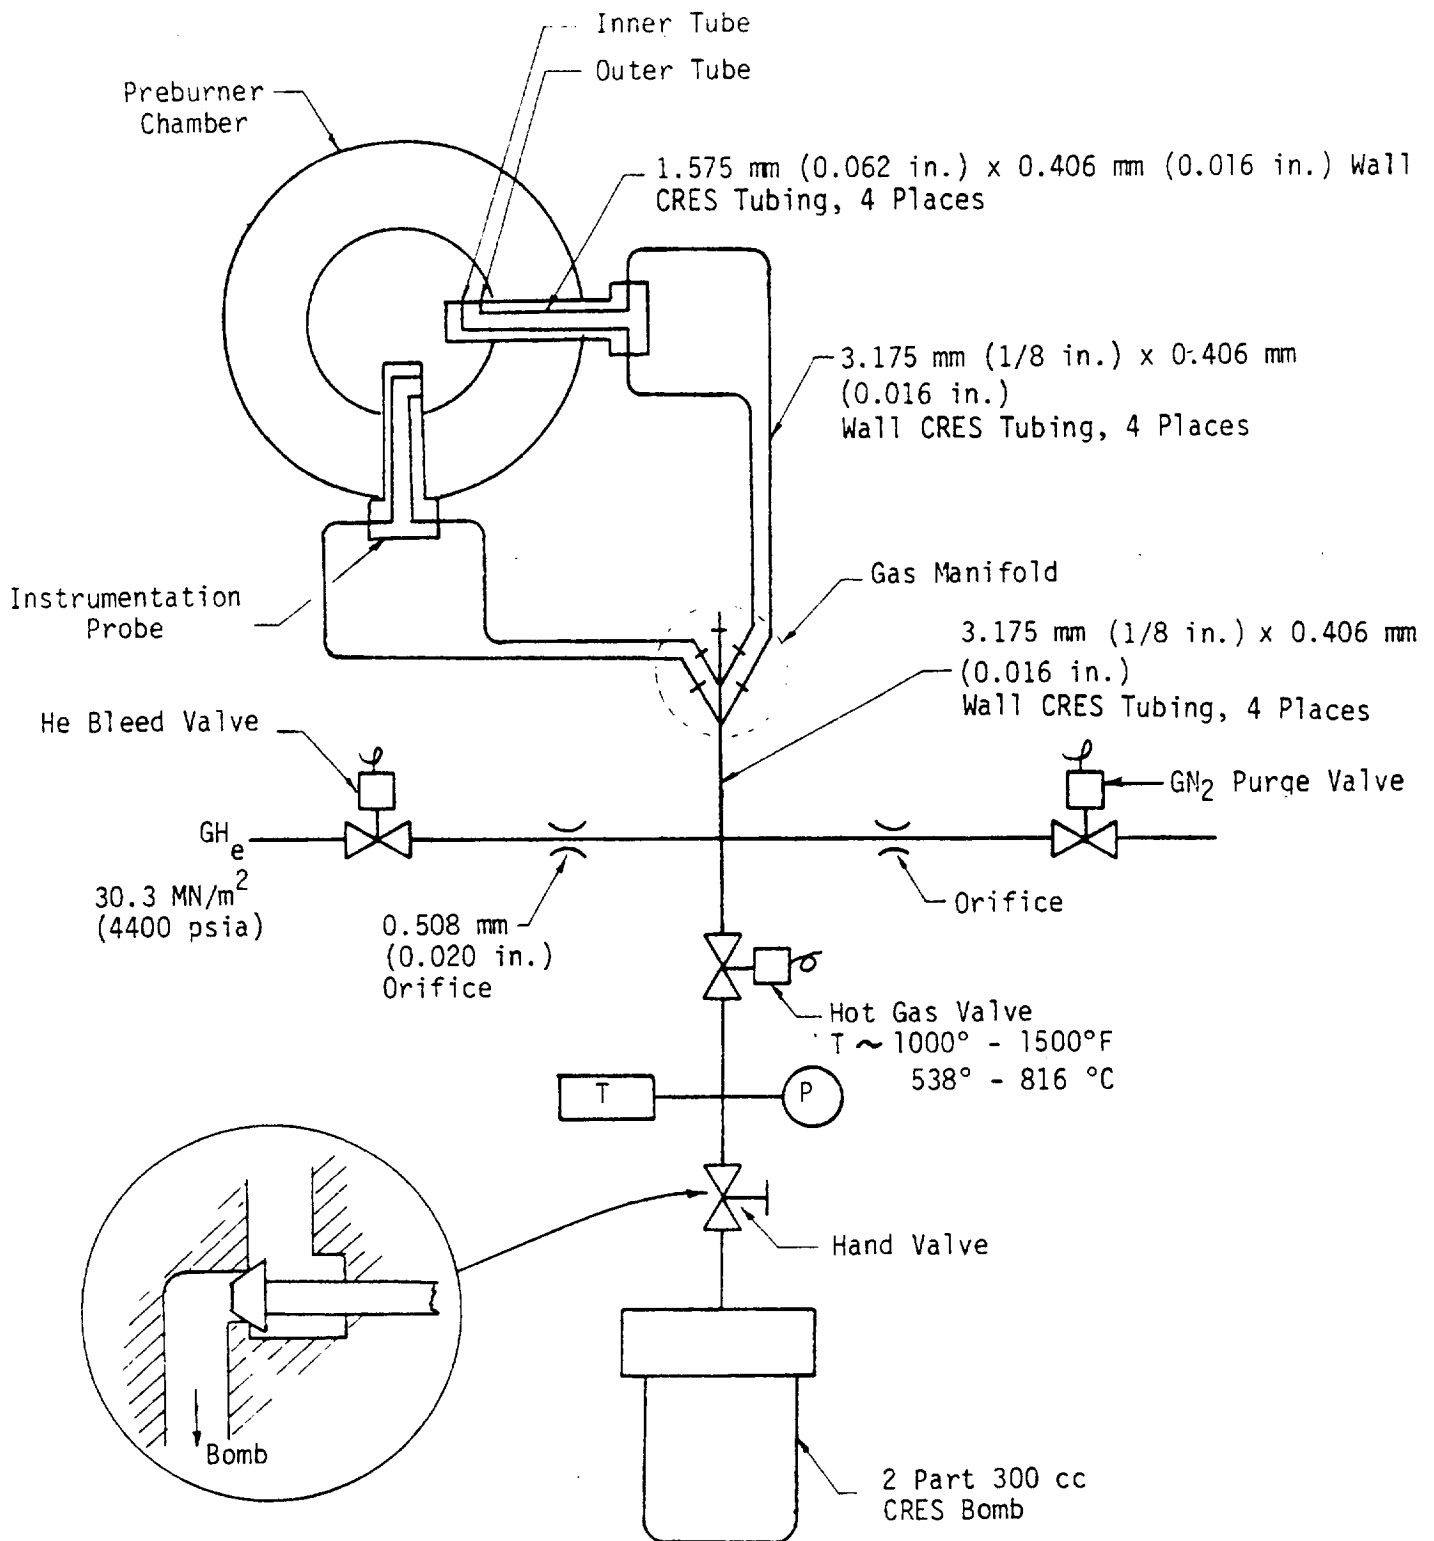 Inner Tube
Outer Tube
Preburner
Chamber
1.575 mm (0.062 in.) x 0.406 mm (0.016 in.) Wall
CRES Tubing, 4 Places
3.175 mm (1/8 in.) x 0.406 mm
(0.016 in.)
Wall CRES Tubing, 4 Places
Gas Manifold
Instrumentation
Probe
3.175 mm (1/8 in.) x 0.406 mm
(0.016 in.)
Wall CRES Tubing, 4 Places
He Bleed Valve
GN2 Purge Valve
GHe
30.3 MN/m2
(4400 psia)
0.508 mm
(0.020 in.)
Orifice
Orifice
Hot Gas Valve
T ~ 1000° - 1500°F
538° - 816 °C
T
P
Hand Valve
Bomb
2 Part 300 cc
CRES Bomb